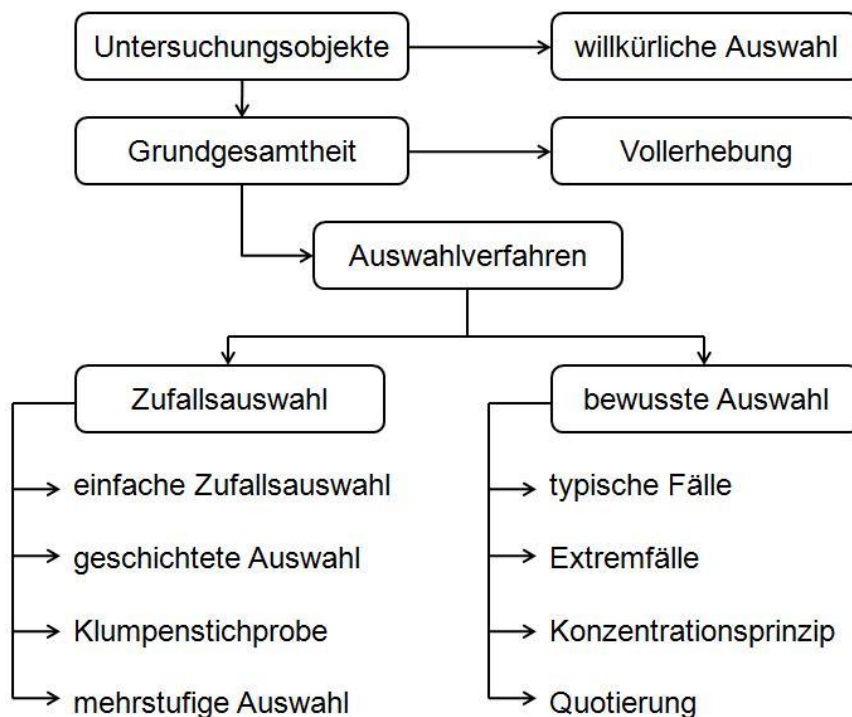 Untersuchungsobjekte
willkürliche Auswahl
Grundgesamtheit
Vollerhebung
Auswahlverfahren
Zufallsauswahl
bewusste Auswahl
einfache Zufallsauswahl
typische Fälle
geschichtete Auswahl
Extremfälle
Klumpenstichprobe
Konzentrationsprinzip
mehrstufige Auswahl
Quotierung